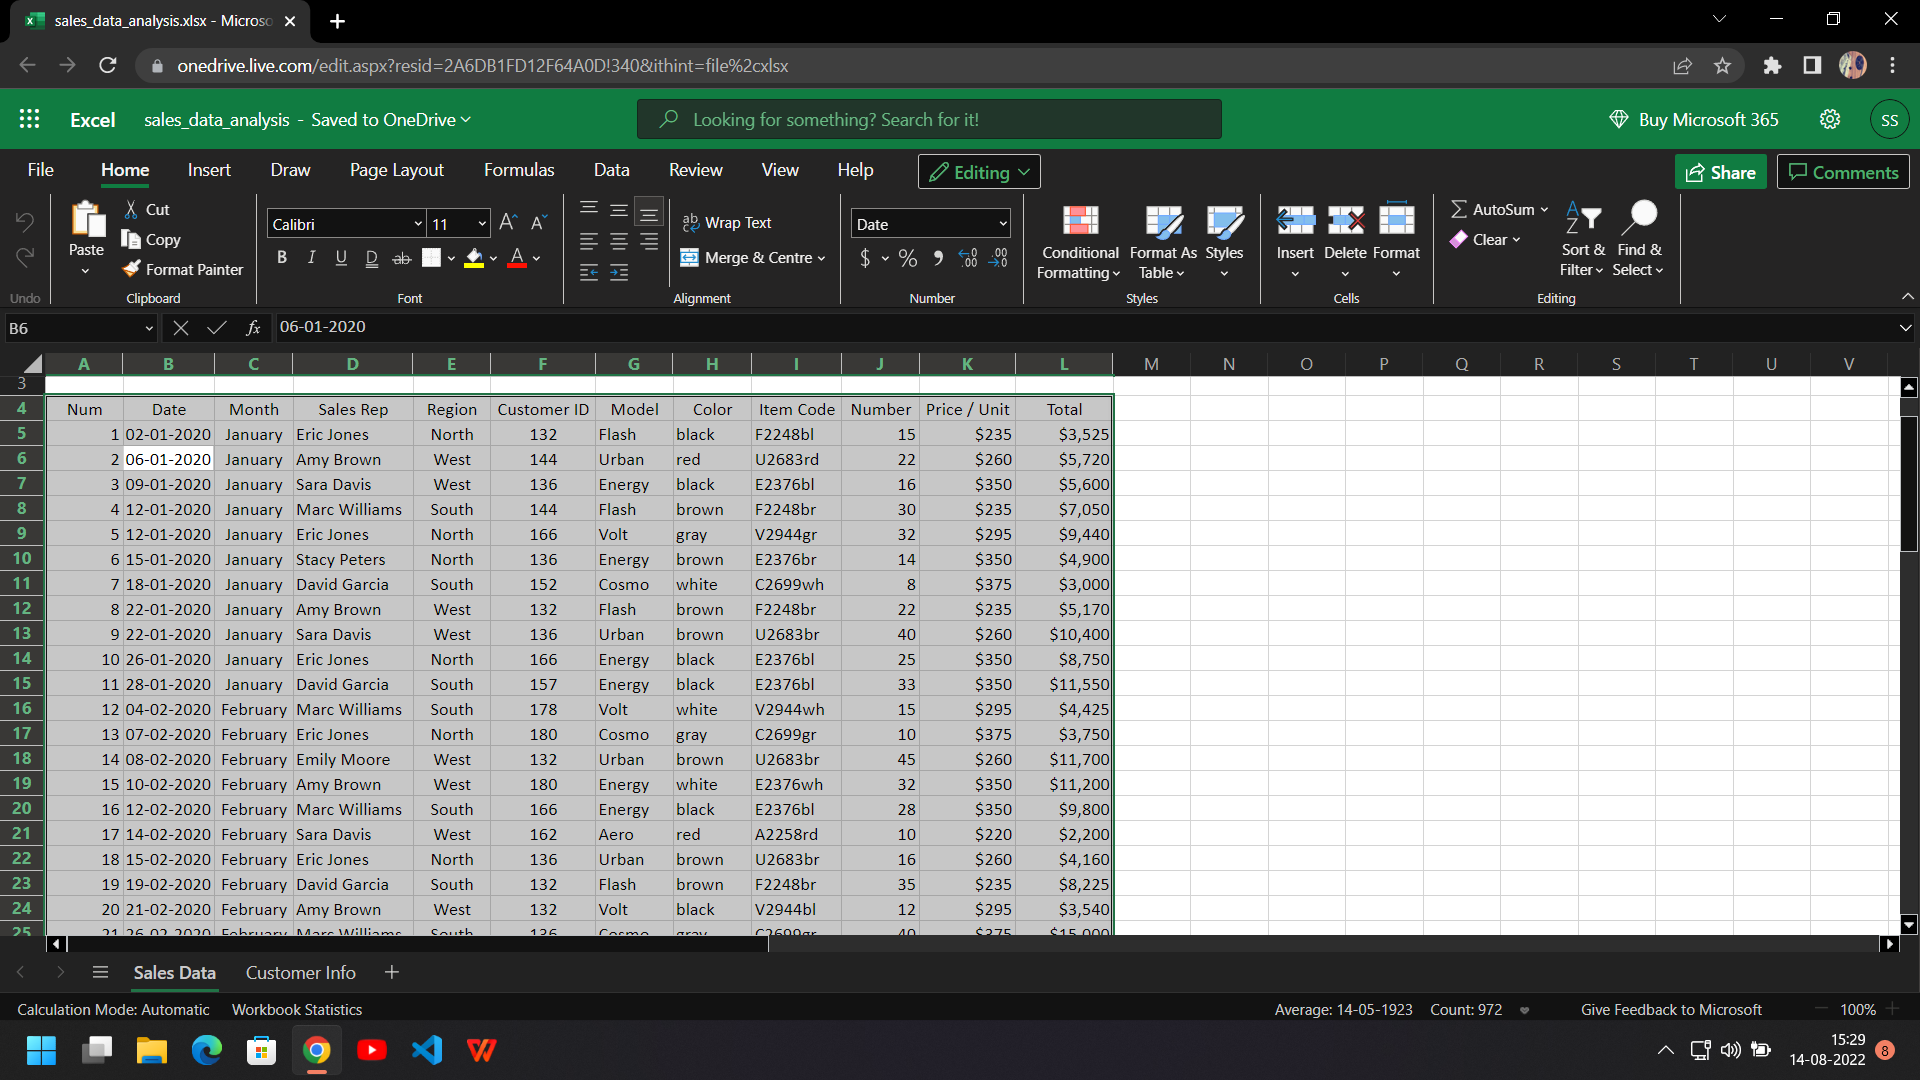 sales_data_analysis.xlsx - Microso
onedrive.live.com/edit.aspx?resid=2A6DB1FD12F64A0D!340&ithint=file%2cxlsx
Excel sales_data_analysis - Saved to OneDrive Looking for something? Search for it! Buy Microsoft 365 SS
File Home Insert Draw Page Layout Formulas Data Review View Help Editing Share Comments
Undo
Paste Cut Copy Format Painter
Clipboard
Calibri 11
B I U D ab A
Font
Wrap Text
Merge & Centre
Alignment
Date
$ % 9 .00 .00
Number
Conditional Formatting Format As Table Styles
Styles
Insert Delete Format
Cells
AutoSum
Clear
Sort & Filter Find & Select
Editing
B6 fx 06-01-2020
A B C D E F G H I J K L M N O P Q R S T U V
3
4 Num Date Month Sales Rep Region Customer ID Model Color Item Code Number Price / Unit Total
5 1 02-01-2020 January Eric Jones North 132 Flash black F2248bl 15 $235 $3,525
6 2 06-01-2020 January Amy Brown West 144 Urban red U2683rd 22 $260 $5,720
7 3 09-01-2020 January Sara Davis West 136 Energy black E2376bl 16 $350 $5,600
8 4 12-01-2020 January Marc Williams South 144 Flash brown F2248br 30 $235 $7,050
9 5 12-01-2020 January Eric Jones North 166 Volt gray V2944gr 32 $295 $9,440
10 6 15-01-2020 January Stacy Peters North 136 Energy brown E2376br 14 $350 $4,900
11 7 18-01-2020 January David Garcia South 152 Cosmo white C2699wh 8 $375 $3,000
12 8 22-01-2020 January Amy Brown West 132 Flash brown F2248br 22 $235 $5,170
13 9 22-01-2020 January Sara Davis West 136 Urban brown U2683br 40 $260 $10,400
14 10 26-01-2020 January Eric Jones North 166 Energy black E2376bl 25 $350 $8,750
15 11 28-01-2020 January David Garcia South 157 Energy black E2376bl 33 $350 $11,550
16 12 04-02-2020 February Marc Williams South 178 Volt white V2944wh 15 $295 $4,425
17 13 07-02-2020 February Eric Jones North 180 Cosmo gray C2699gr 10 $375 $3,750
18 14 08-02-2020 February Emily Moore West 132 Urban brown U2683br 45 $260 $11,700
19 15 10-02-2020 February Amy Brown West 180 Energy white E2376wh 32 $350 $11,200
20 16 12-02-2020 February Marc Williams South 166 Energy black E2376bl 28 $350 $9,800
21 17 14-02-2020 February Sara Davis West 162 Aero red A2258rd 10 $220 $2,200
22 18 15-02-2020 February Eric Jones North 136 Urban brown U2683br 16 $260 $4,160
23 19 19-02-2020 February David Garcia South 132 Flash brown F2248br 35 $235 $8,225
24 20 21-02-2020 February Amy Brown West 132 Volt black V2944bl 12 $295 $3,540
25 21 26-02-2020 February Marc Williams South 136 Cosmo gray C2699gr 40 $375 $15,000
Sales Data Customer Info
Calculation Mode: Automatic Workbook Statistics Average: 14-05-1923 Count: 972 Give Feedback to Microsoft 100%
15:29
14-08-2022 8